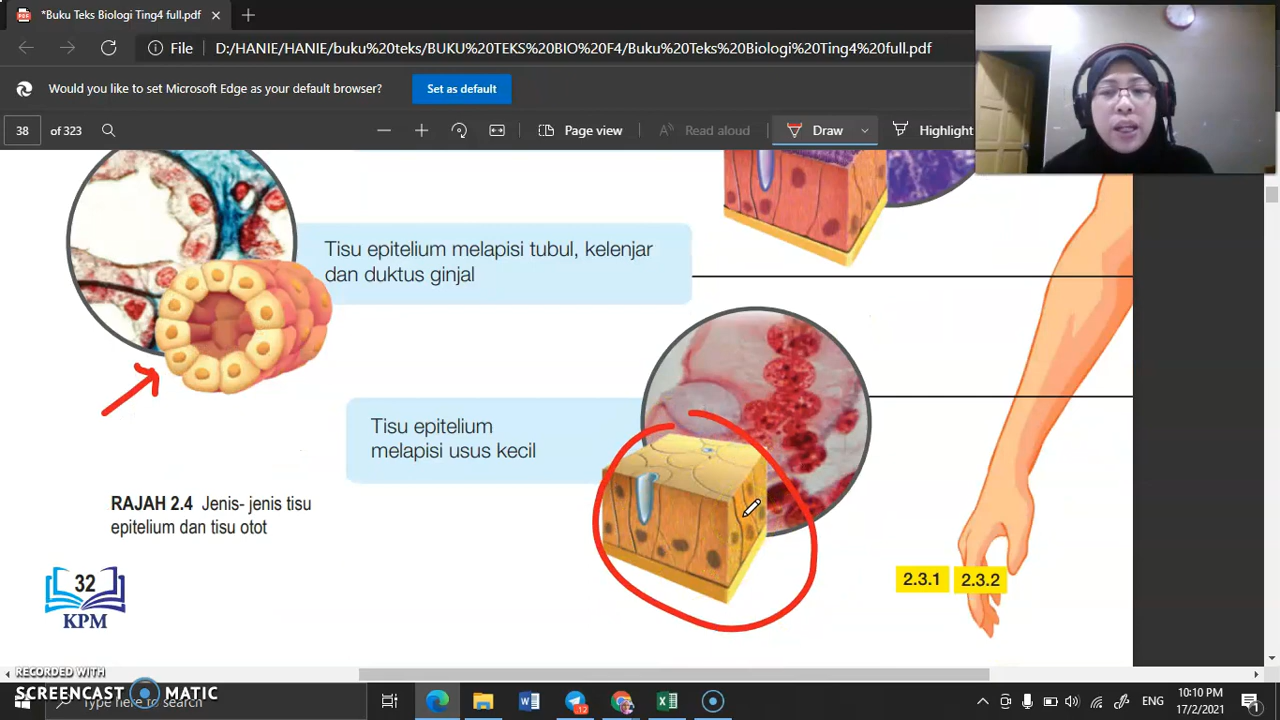 *Buku Teks Biologi Ting4 full.pdf
File
D:/HANIE/HANIE/buku%20teks/BUKU%20TEKS%20BIO%20F4/Buku%20Teks%20Biologi%20Ting4%20full.pdf
Would you like to set Microsoft Edge as your default browser?
Set as default
38 of 323
Page view
Read aloud
Draw
Highlight
Tisu epitelium melapisi tubul, kelenjar
dan duktus ginjal
Tisu epitelium
melapisi usus kecil
RAJAH 2.4 Jenis- jenis tisu
epitelium dan tisu otot
32
KPM
2.3.1 2.3.2
RECORDED WITH
SCREENCAST MATIC
Type here to search
12
ENG
10:10 PM
17/2/2021
1